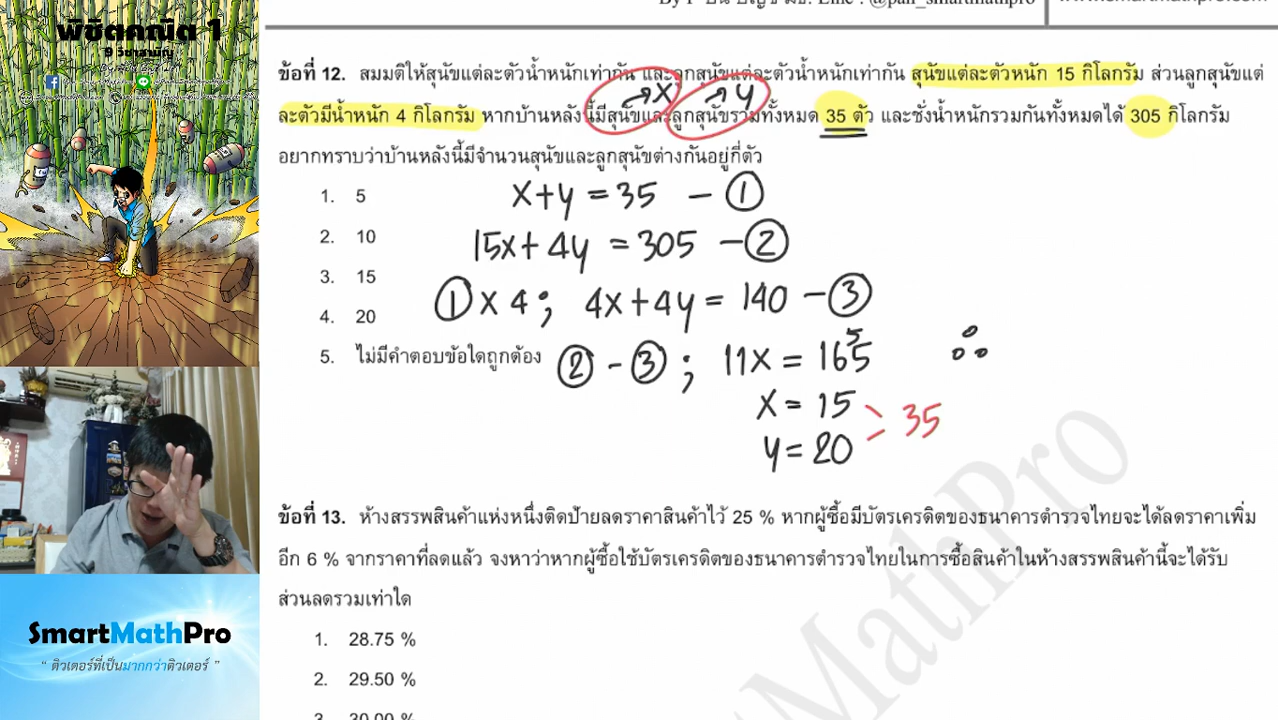 By P' ปั้น ปัญช มช. Line : @pan_smartmathpro
www.smartmathpro.com
พิชิตคณิต 1
9 วิชาสามัญ
ข้อที่ 12. สมมติให้สุนัขแต่ละตัวน้ำหนักเท่ากัน และลูกสุนัขแต่ละตัวน้ำหนักเท่ากัน สุนัขแต่ละตัวหนัก 15 กิโลกรัม ส่วนลูกสุนัขแต่
x y
ละตัวมีน้ำหนัก 4 กิโลกรัม หากบ้านหลังนี้มีสุนัขและลูกสุนัขรวมทั้งหมด 35 ตัว และชั่งน้ำหนักรวมกันทั้งหมดได้ 305 กิโลกรัม
อยากทราบว่าบ้านหลังนี้มีจำนวนสุนัขและลูกสุนัขต่างกันอยู่กี่ตัว
1. 5
x+y = 35 - ①
2. 10
15x + 4y = 305 - ②
3. 15
① x 4 ; 4x + 4y = 140 - ③
4. 20
5. ไม่มีคำตอบข้อใดถูกต้อง
② - ③ ; 11x = 165 ∴
x = 15
y = 20
> 35
ข้อที่ 13. ห้างสรรพสินค้าแห่งหนึ่งติดป้ายลดราคาสินค้าไว้ 25 % หากผู้ซื้อมีบัตรเครดิตของธนาคารตำรวจไทยจะได้ลดราคาเพิ่ม
อีก 6 % จากราคาที่ลดแล้ว จงหาว่าหากผู้ซื้อใช้บัตรเครดิตของธนาคารตำรวจไทยในการซื้อสินค้าในห้างสรรพสินค้านี้จะได้รับ
ส่วนลดรวมเท่าใด
1. 28.75 %
2. 29.50 %
3. 30.00 %
SmartMathPro
“ ติวเตอร์ที่เป็นมากกว่าติวเตอร์ ”
MathPro